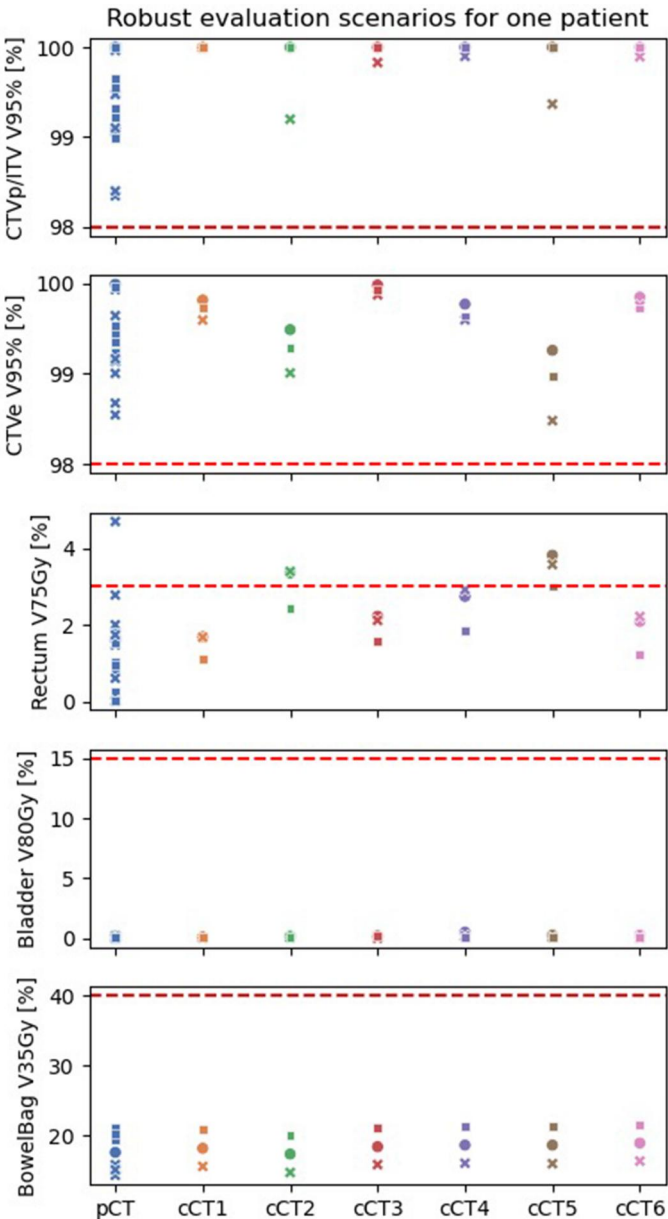 Robust evaluation scenarios for one patient
CTVp/ITV V95% [%]
100
99
98
CTVe V95% [%]
100
99
98
Rectum V75Gy [%]
4
2
0
Bladder V80Gy [%]
15
10
5
0
BowelBag V35Gy [%]
40
30
20
pCT cCT1 cCT2 cCT3 cCT4 cCT5 cCT6